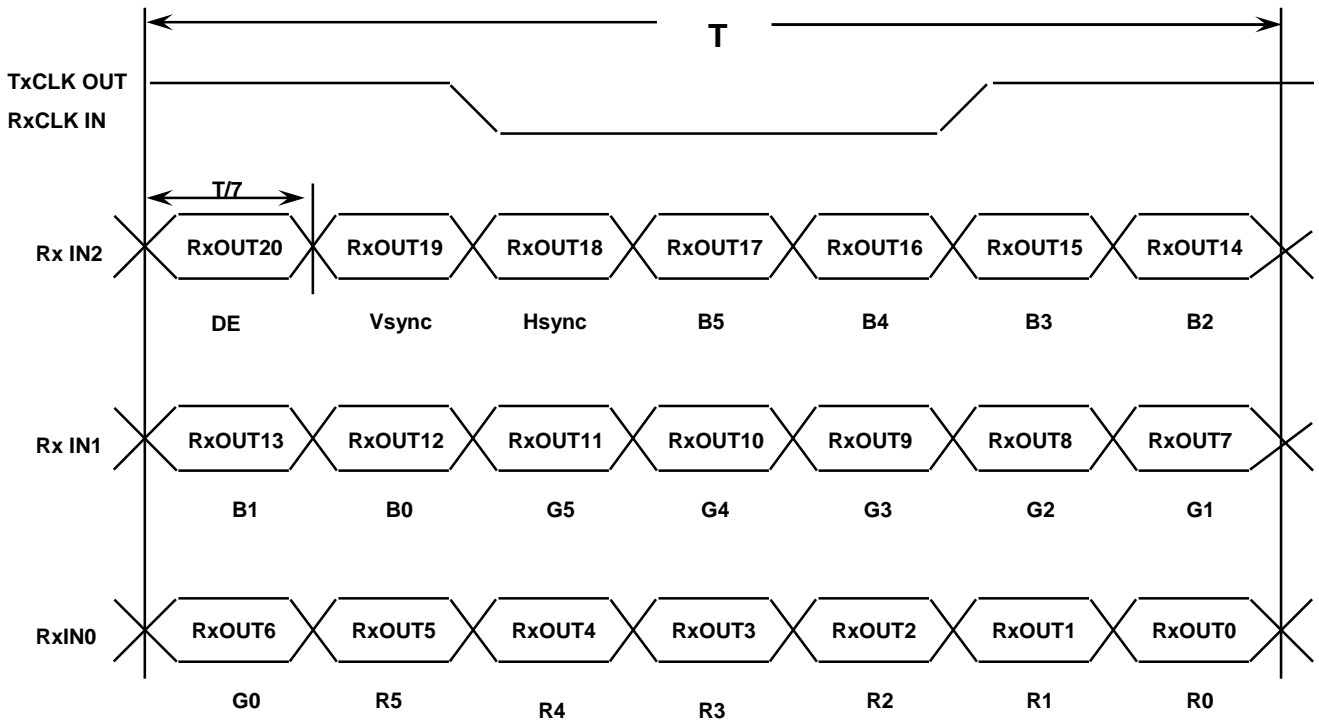 T
TxCLK OUT
RxCLK IN
T/7
Rx IN2 RxOUT20 RxOUT19 RxOUT18 RxOUT17 RxOUT16 RxOUT15 RxOUT14
DE Vsync Hsync B5 B4 B3 B2
Rx IN1 RxOUT13 RxOUT12 RxOUT11 RxOUT10 RxOUT9 RxOUT8 RxOUT7
B1 B0 G5 G4 G3 G2 G1
RxIN0 RxOUT6 RxOUT5 RxOUT4 RxOUT3 RxOUT2 RxOUT1 RxOUT0
G0 R5 R4 R3 R2 R1 R0